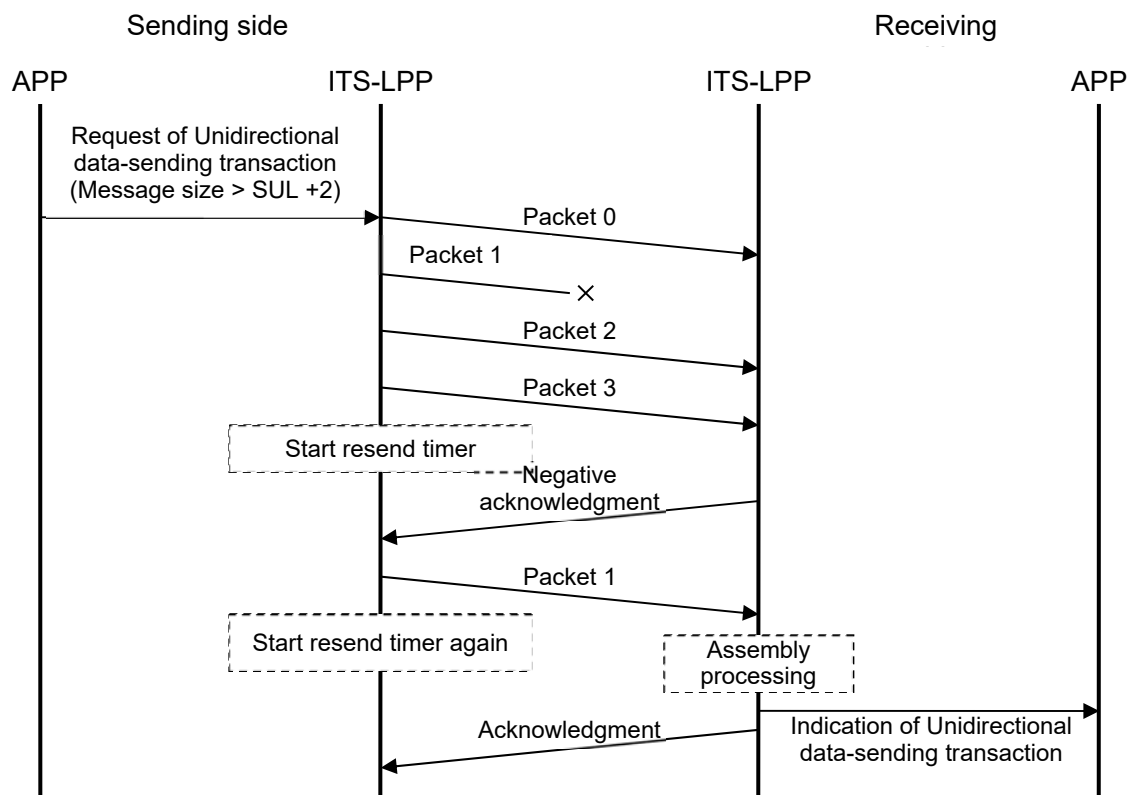 Sending side
Receiving
APP
ITS-LPP
ITS-LPP
APP
Request of Unidirectional
data-sending transaction
(Message size > SUL +2)
Packet 0
Packet 1
Packet 2
Packet 3
Start resend timer
Negative
acknowledgment
Packet 1
Start resend timer again
Assembly
processing
Acknowledgment
Indication of Unidirectional
data-sending transaction